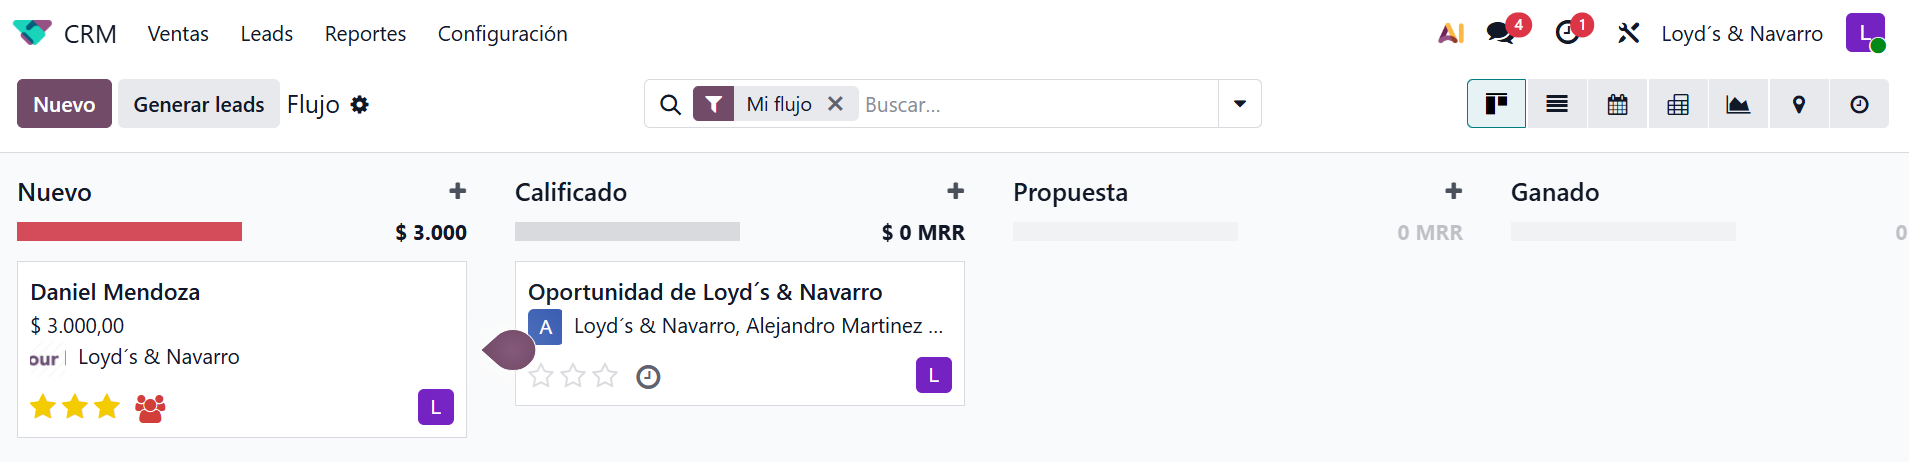 CRM Ventas Leads Reportes Configuración AI 4 1 Loyd´s & Navarro L
Nuevo Generar leads Flujo Mi flujo Buscar...
Nuevo Calificado Propuesta Ganado
$ 3.000 $ 0 MRR 0 MRR 0
Daniel Mendoza
$ 3.000,00
our Loyd´s & Navarro
L
Oportunidad de Loyd´s & Navarro
A Loyd´s & Navarro, Alejandro Martinez ...
L